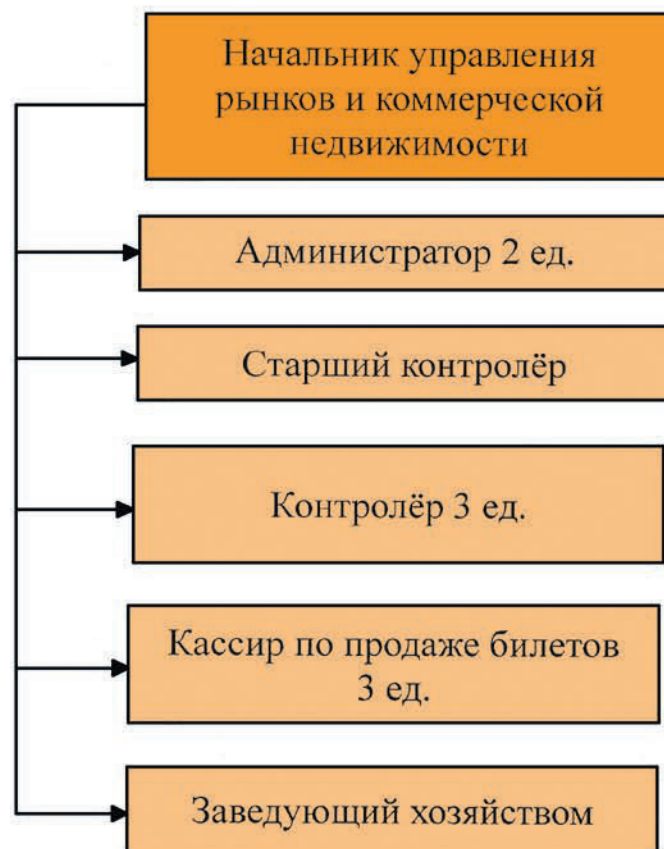 Начальник управления
рынков и коммерческой
недвижимости
Администратор 2 ед.
Старший контролёр
Контролёр 3 ед.
Кассир по продаже билетов
3 ед.
Заведующий хозяйством